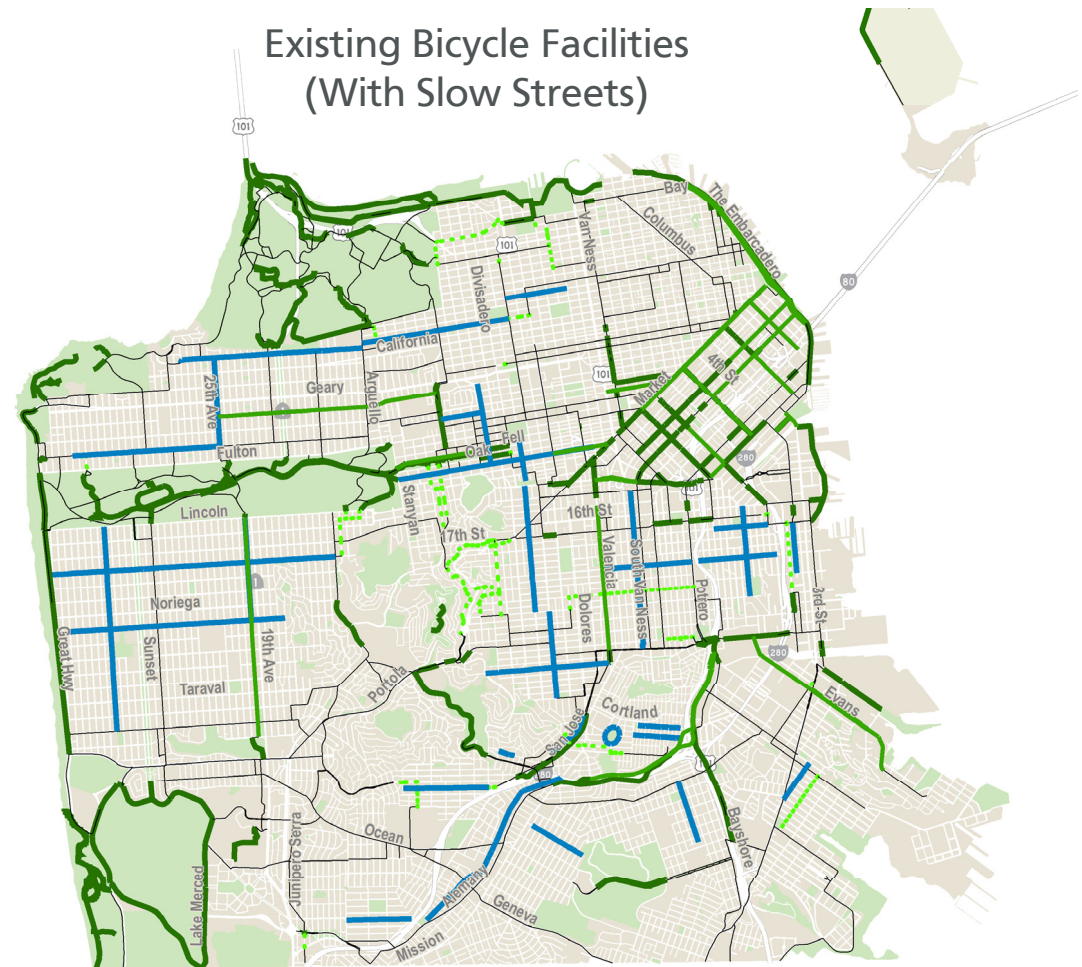 Existing Bicycle Facilities
(With Slow Streets)
101
Bay
The Embarcadero
Columbus
Van Ness
101
101
Divisadero
80
California
4th St
25th Ave
Geary
Arguello
101
Market
Fulton
Oak
Fell
280
101
Lincoln
Stanyan
16th St
17th St
Valencia
South Van Ness
1
Noriega
Dolores
Potrero
3rd St
Great Hwy
Sunset
19th Ave
280
Taraval
Portola
Evans
Cortland
San Jose
Ocean
Junipero Serra
Bayshore
Lake Merced
Alemany
Geneva
Mission